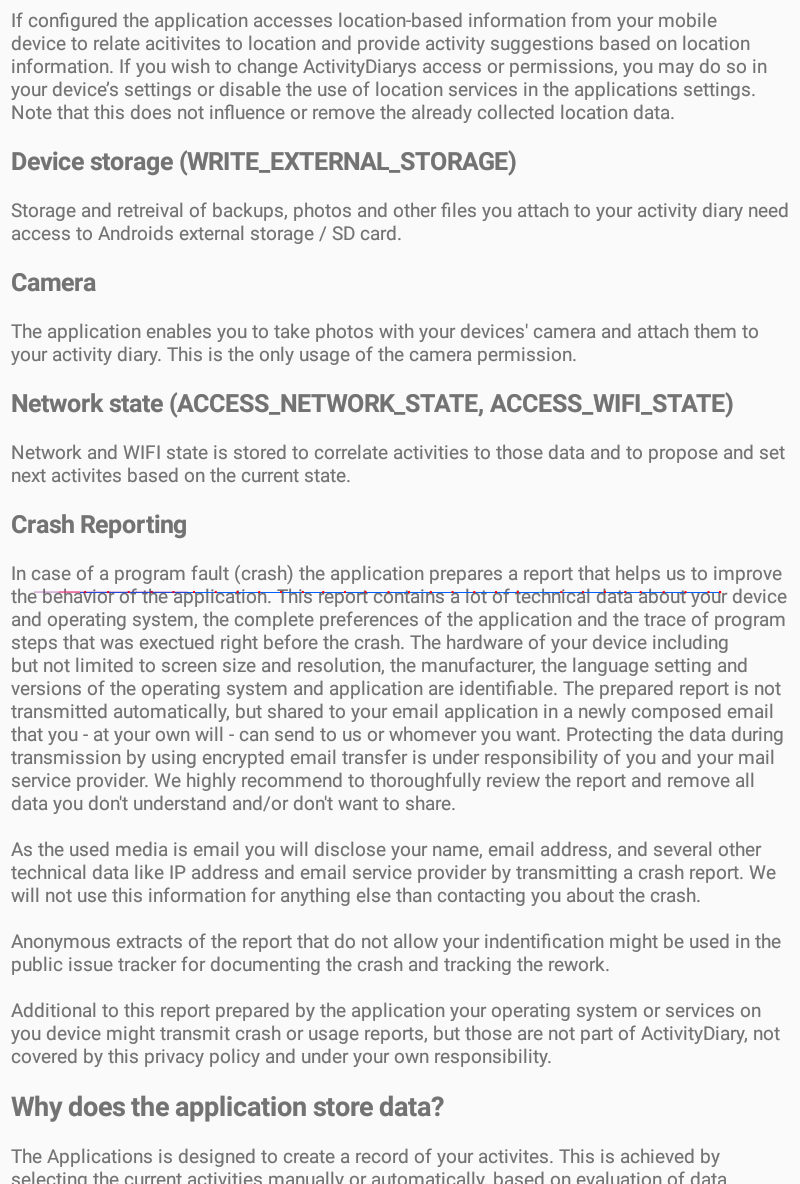 If configured the application accesses location-based information from your mobile
device to relate acitivites to location and provide activity suggestions based on location
information. If you wish to change ActivityDiarys access or permissions, you may do so in
your device’s settings or disable the use of location services in the applications settings.
Note that this does not influence or remove the already collected location data.
Device storage (WRITE_EXTERNAL_STORAGE)
Storage and retreival of backups, photos and other files you attach to your activity diary need
access to Androids external storage / SD card.
Camera
The application enables you to take photos with your devices' camera and attach them to
your activity diary. This is the only usage of the camera permission.
Network state (ACCESS_NETWORK_STATE, ACCESS_WIFI_STATE)
Network and WIFI state is stored to correlate activities to those data and to propose and set
next activites based on the current state.
Crash Reporting
In case of a program fault (crash) the application prepares a report that helps us to improve
the behavior of the application. This report contains a lot of technical data about your device
and operating system, the complete preferences of the application and the trace of program
steps that was exectued right before the crash. The hardware of your device including
but not limited to screen size and resolution, the manufacturer, the language setting and
versions of the operating system and application are identifiable. The prepared report is not
transmitted automatically, but shared to your email application in a newly composed email
that you - at your own will - can send to us or whomever you want. Protecting the data during
transmission by using encrypted email transfer is under responsibility of you and your mail
service provider. We highly recommend to thoroughfully review the report and remove all
data you don't understand and/or don't want to share.
As the used media is email you will disclose your name, email address, and several other
technical data like IP address and email service provider by transmitting a crash report. We
will not use this information for anything else than contacting you about the crash.
Anonymous extracts of the report that do not allow your indentification might be used in the
public issue tracker for documenting the crash and tracking the rework.
Additional to this report prepared by the application your operating system or services on
you device might transmit crash or usage reports, but those are not part of ActivityDiary, not
covered by this privacy policy and under your own responsibility.
Why does the application store data?
The Applications is designed to create a record of your activites. This is achieved by
selecting the current activities manually or automatically, based on evaluation of data